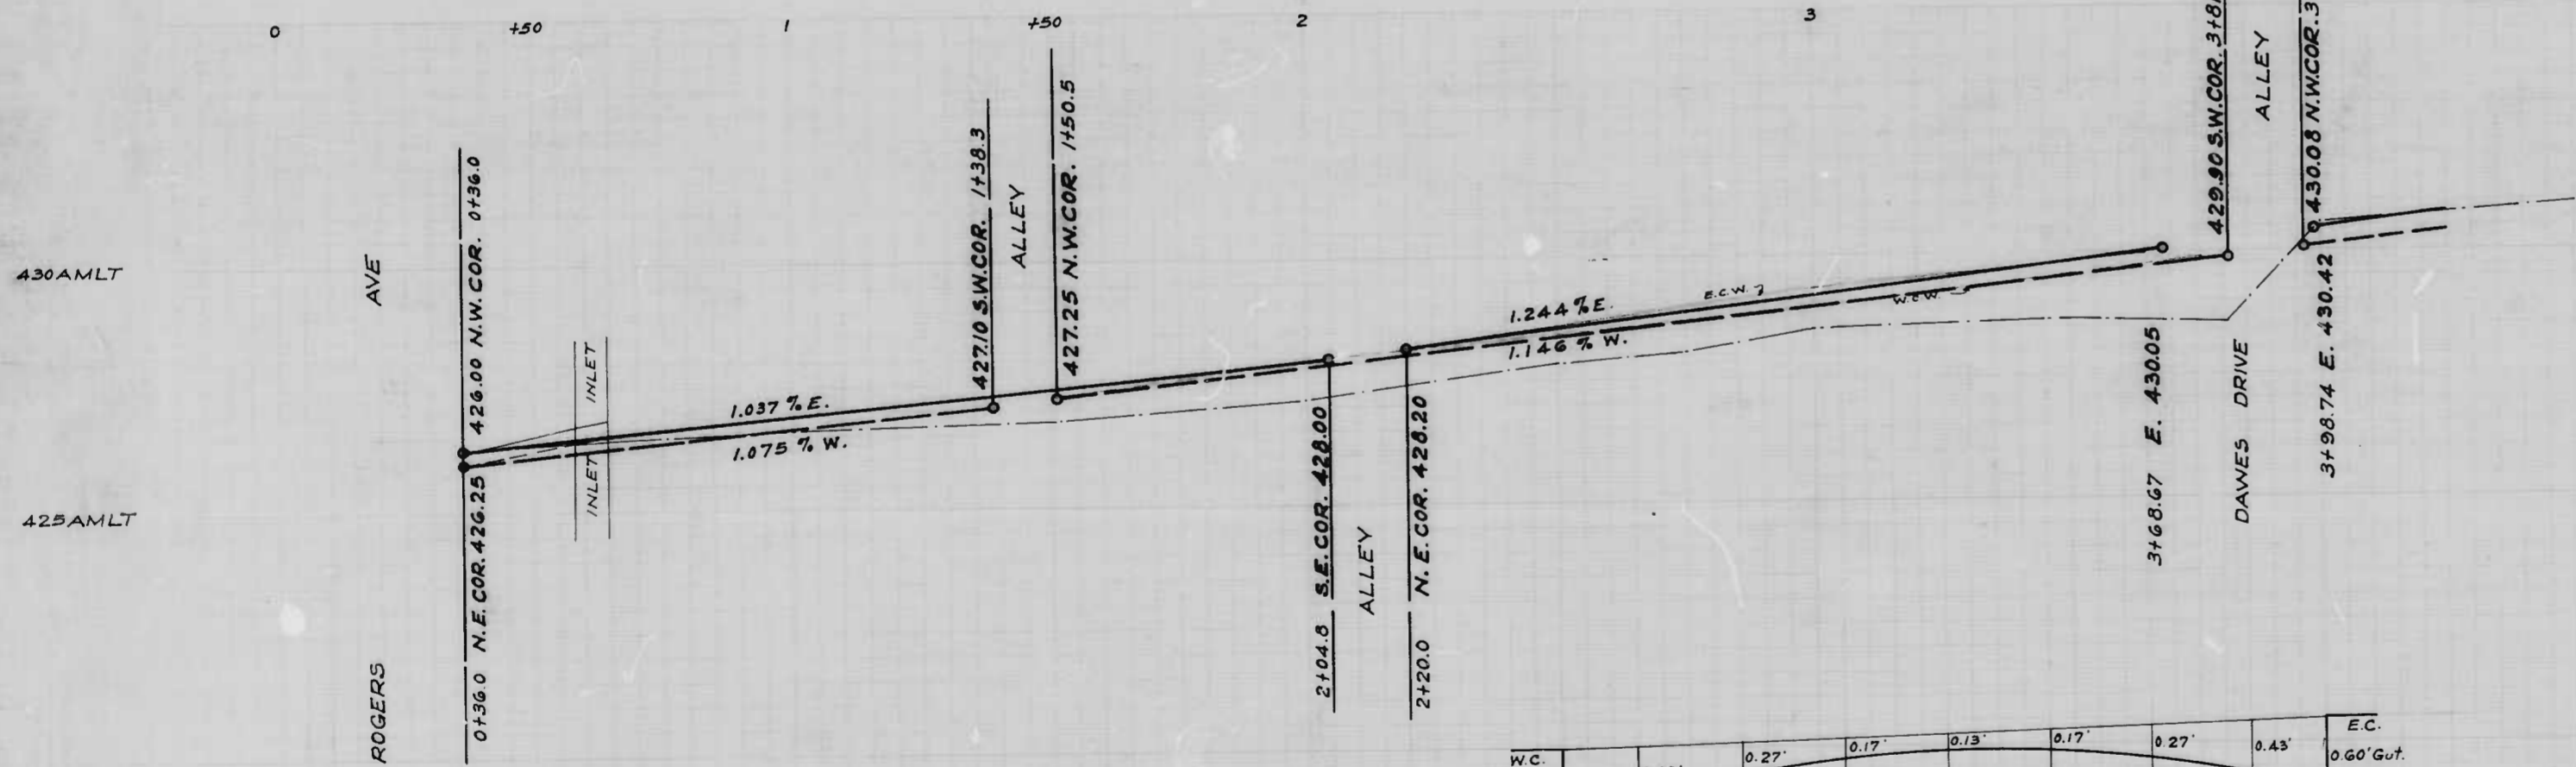 0 +50 1 +50 2 3
430AMLT
425AMLT
AVE
ROGERS
426.00 N.W. COR. 0+36.0
0+36.0 N.E. COR. 426.25
INLET
INLET
1.037 % E.
1.075 % W.
427.10 S.W.COR. 1+38.3
ALLEY
427.25 N.W.COR. 1+50.5
2+04.8 S.E.COR. 428.00
ALLEY
2+20.0 N.E.COR. 428.20
1.244 % E.
1.146 % W.
E.C.W.
W.C.W.
3+68.67 E. 430.05
429.90 S.W.COR. 3+8
ALLEY
430.08 N.W.COR. 3
DAWES DRIVE
3+98.74 E. 430.42
W.C. 0.27' 0.17' 0.13' 0.17' 0.27' 0.43' E.C.
0.60' Gut.